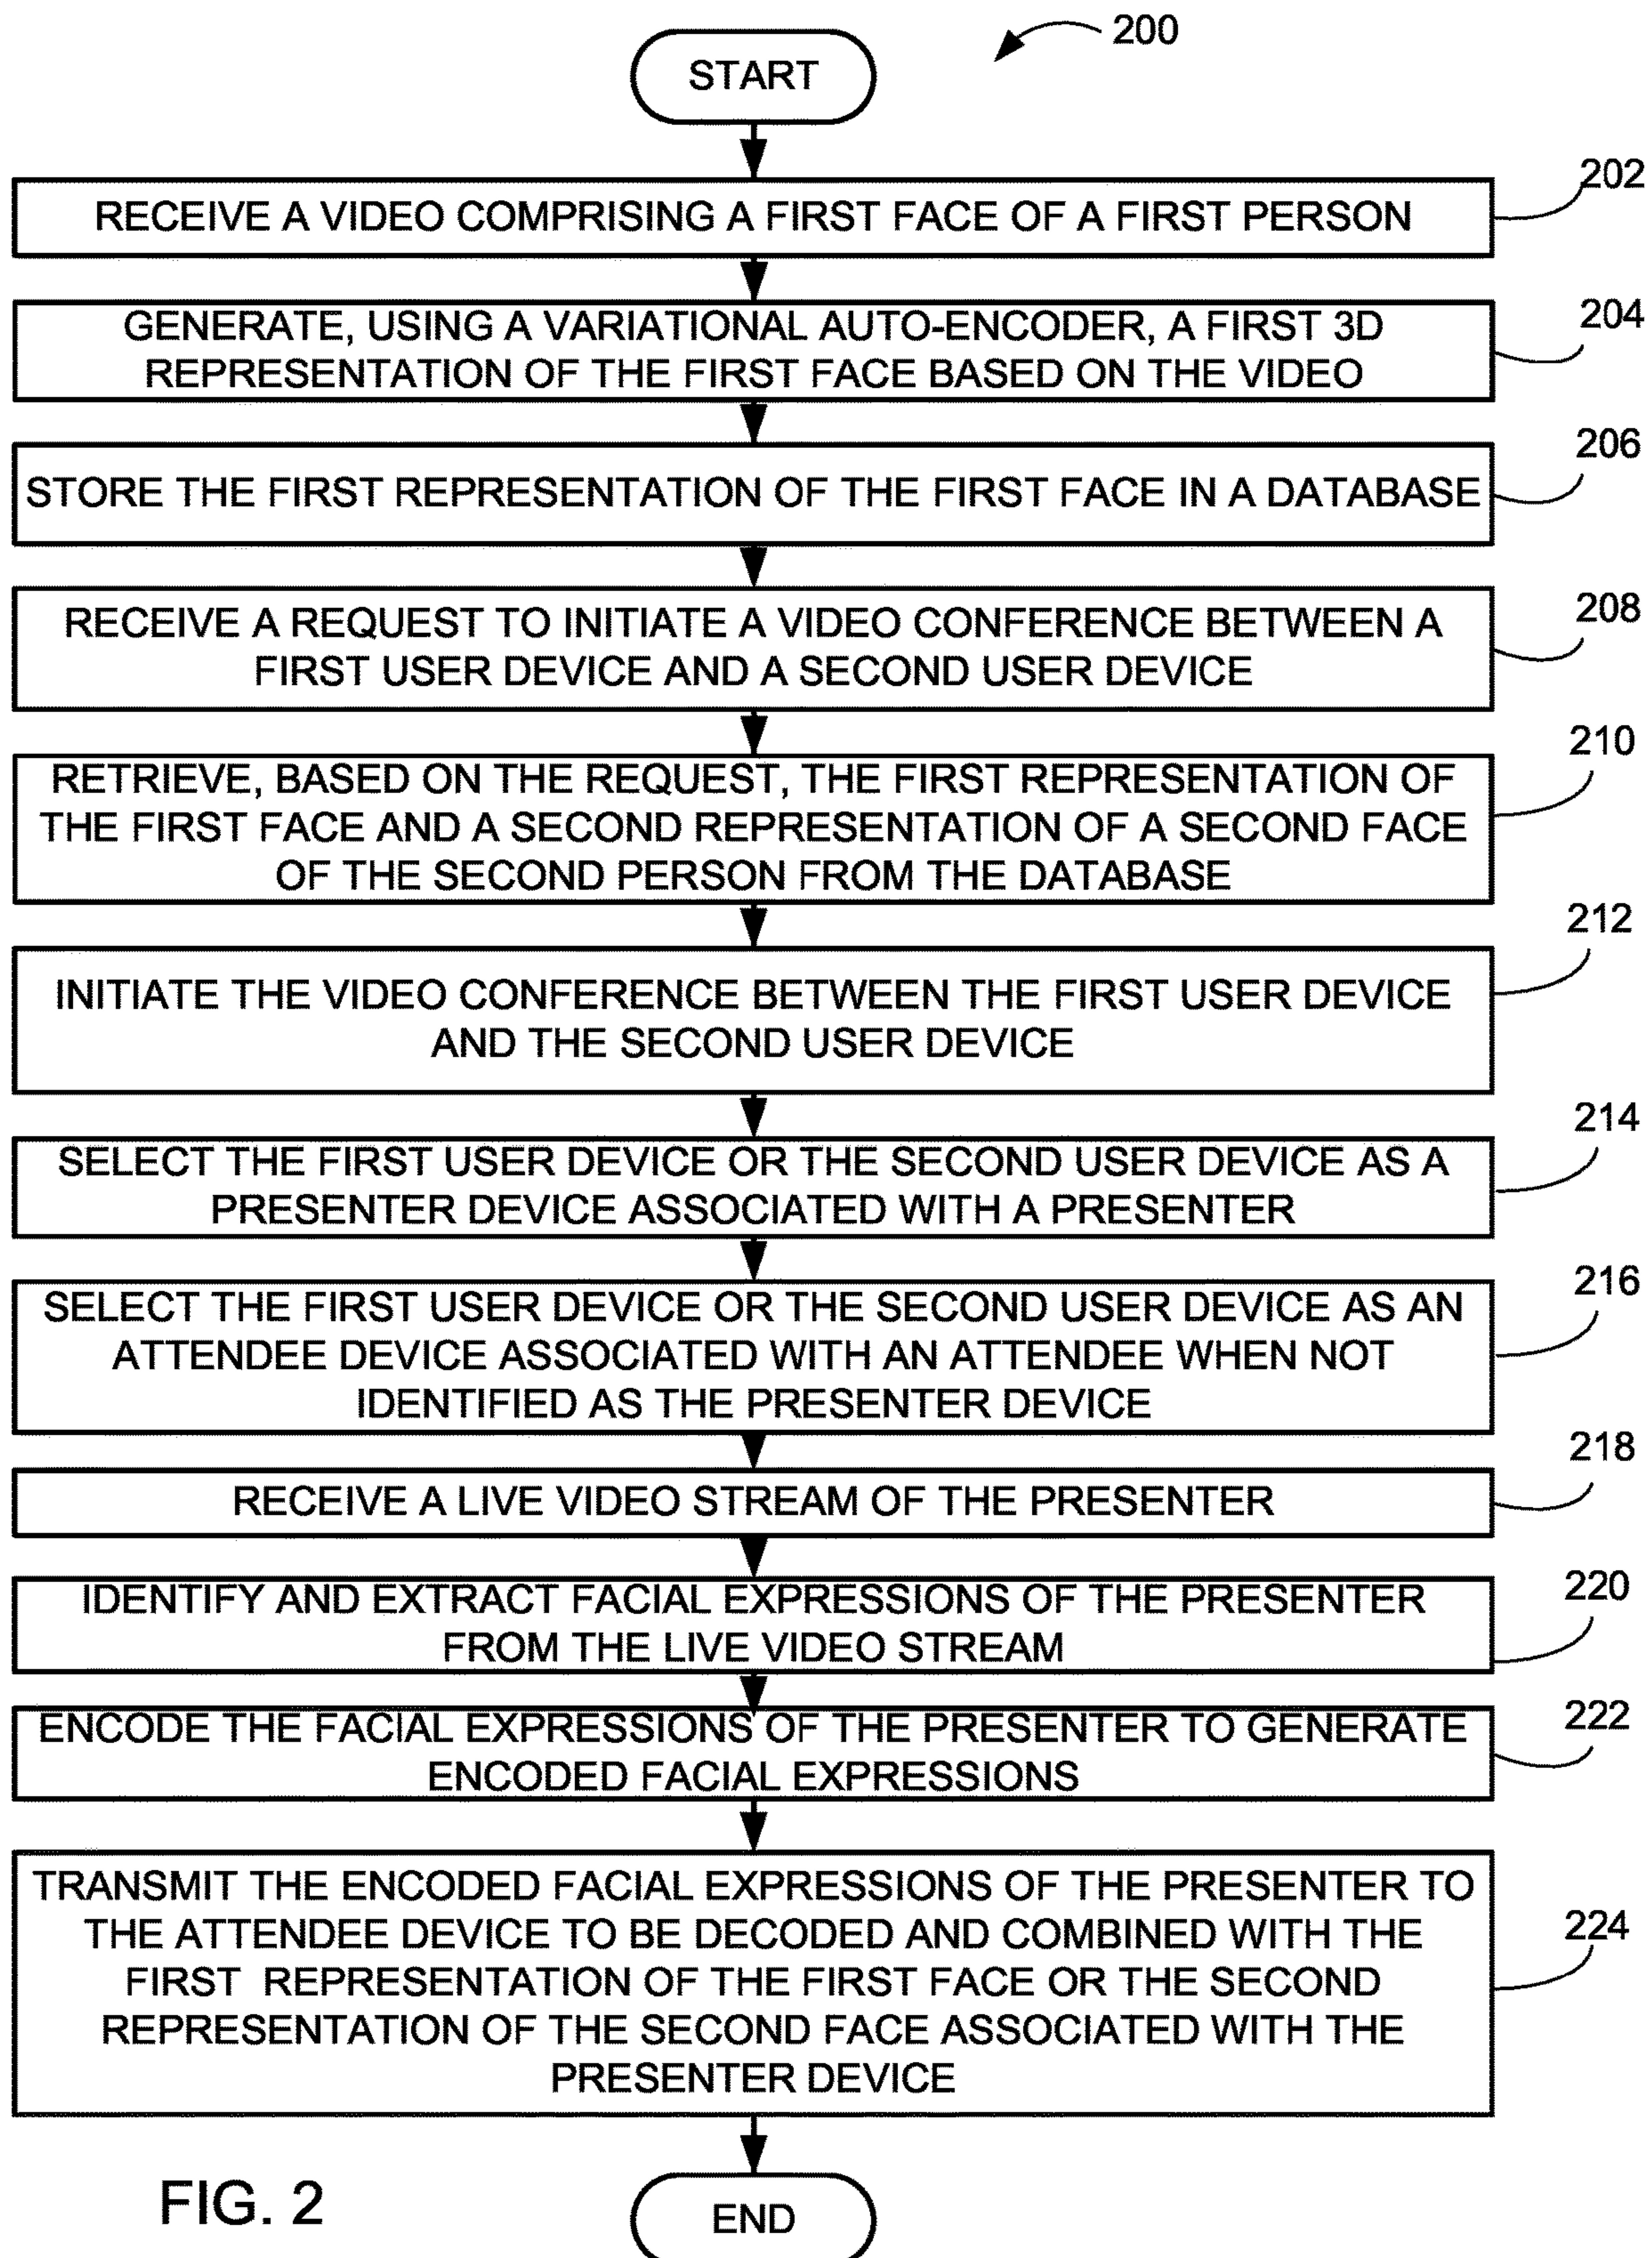 200
START
202
RECEIVE A VIDEO COMPRISING A FIRST FACE OF A FIRST PERSON
204
GENERATE, USING A VARIATIONAL AUTO-ENCODER, A FIRST 3D
REPRESENTATION OF THE FIRST FACE BASED ON THE VIDEO
206
STORE THE FIRST REPRESENTATION OF THE FIRST FACE IN A DATABASE
208
RECEIVE A REQUEST TO INITIATE A VIDEO CONFERENCE BETWEEN A
FIRST USER DEVICE AND A SECOND USER DEVICE
210
RETRIEVE, BASED ON THE REQUEST, THE FIRST REPRESENTATION OF
THE FIRST FACE AND A SECOND REPRESENTATION OF A SECOND FACE
OF THE SECOND PERSON FROM THE DATABASE
212
INITIATE THE VIDEO CONFERENCE BETWEEN THE FIRST USER DEVICE
AND THE SECOND USER DEVICE
214
SELECT THE FIRST USER DEVICE OR THE SECOND USER DEVICE AS A
PRESENTER DEVICE ASSOCIATED WITH A PRESENTER
216
SELECT THE FIRST USER DEVICE OR THE SECOND USER DEVICE AS AN
ATTENDEE DEVICE ASSOCIATED WITH AN ATTENDEE WHEN NOT
IDENTIFIED AS THE PRESENTER DEVICE
218
RECEIVE A LIVE VIDEO STREAM OF THE PRESENTER
220
IDENTIFY AND EXTRACT FACIAL EXPRESSIONS OF THE PRESENTER
FROM THE LIVE VIDEO STREAM
222
ENCODE THE FACIAL EXPRESSIONS OF THE PRESENTER TO GENERATE
ENCODED FACIAL EXPRESSIONS
224
TRANSMIT THE ENCODED FACIAL EXPRESSIONS OF THE PRESENTER TO
THE ATTENDEE DEVICE TO BE DECODED AND COMBINED WITH THE
FIRST REPRESENTATION OF THE FIRST FACE OR THE SECOND
REPRESENTATION OF THE SECOND FACE ASSOCIATED WITH THE
PRESENTER DEVICE
FIG. 2
END